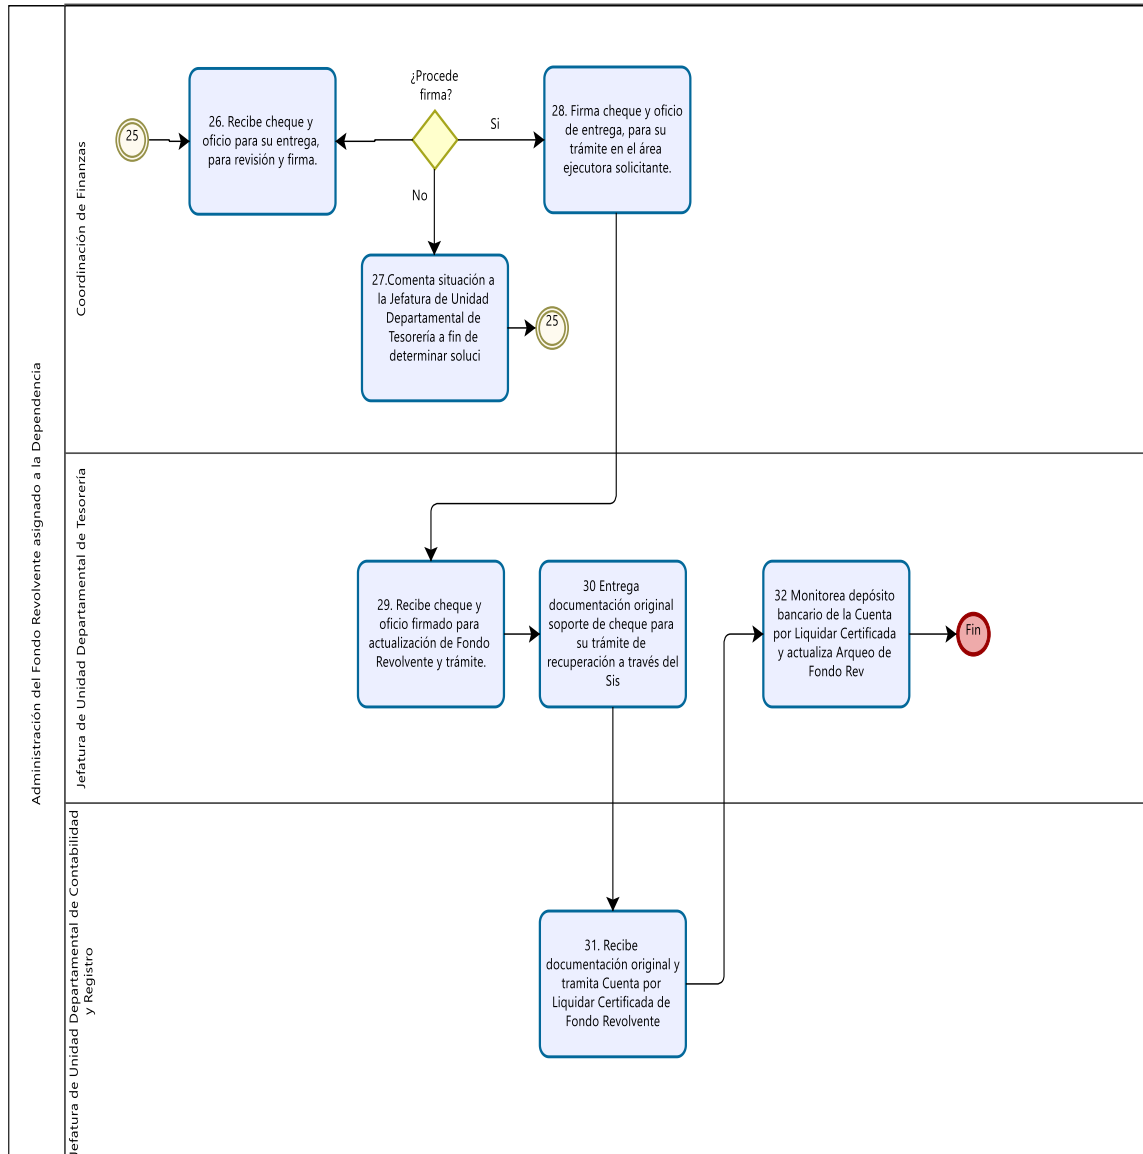 Administración del Fondo Revolvente asignado a la Dependencia
Coordinación de Finanzas
25
26. Recibe cheque y
oficio para su entrega,
para revisión y firma.
¿Procede
firma?
Si
No
28. Firma cheque y oficio
de entrega, para su
trámite en el área
ejecutora solicitante.
27.Comenta situación a
la Jefatura de Unidad
Departamental de
Tesorería a fin de
determinar soluci
25
Jefatura de Unidad Departamental de Tesorería
29. Recibe cheque y
oficio firmado para
actualización de Fondo
Revolvente y trámite.
30 Entrega
documentación original
soporte de cheque para
su trámite de
recuperación a través del
Sis
32 Monitorea depósito
bancario de la Cuenta
por Liquidar Certificada
y actualiza Arqueo de
Fondo Rev
Fin
Jefatura de Unidad Departamental de Contabilidad
y Registro
31. Recibe
documentación original y
tramita Cuenta por
Liquidar Certificada de
Fondo Revolvente